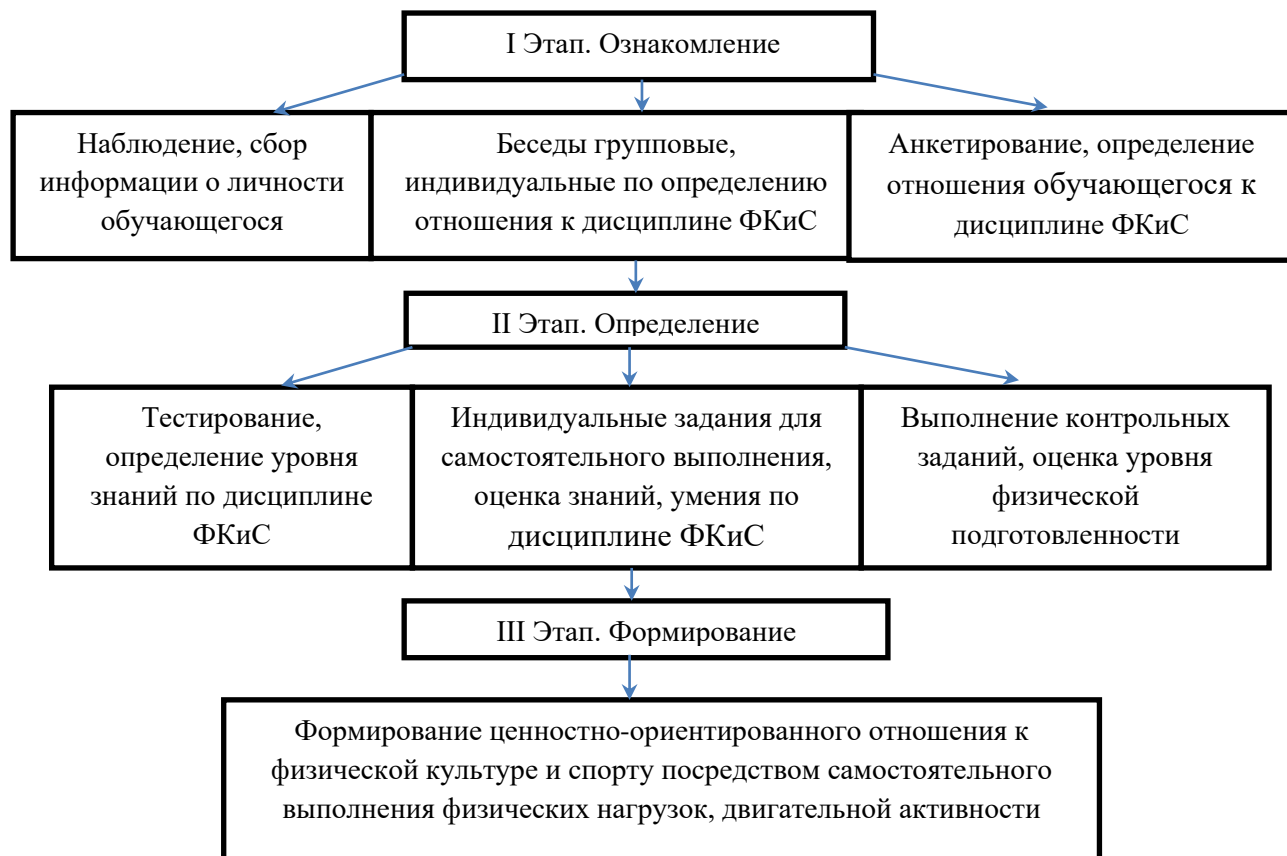 I Этап. Ознакомление
Наблюдение, сбор
информации о личности
обучающегося
Беседы групповые,
индивидуальные по определению
отношения к дисциплине ФКиС
Анкетирование, определение
отношения обучающегося к
дисциплине ФКиС
II Этап. Определение
Тестирование,
определение уровня
знаний по дисциплине
ФКиС
Индивидуальные задания для
самостоятельного выполнения,
оценка знаний, умения по
дисциплине ФКиС
Выполнение контрольных
заданий, оценка уровня
физической
подготовленности
III Этап. Формирование
Формирование ценностно-ориентированного отношения к
физической культуре и спорту посредством самостоятельного
выполнения физических нагрузок, двигательной активности